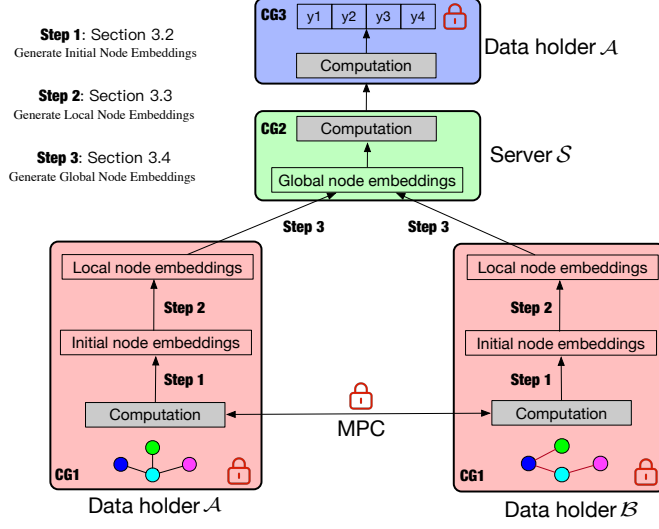 Step 1: Section 3.2
Generate Initial Node Embeddings
Step 2: Section 3.3
Generate Local Node Embeddings
Step 3: Section 3.4
Generate Global Node Embeddings
CG3
y1 y2 y3 y4
Computation
Data holder A
CG2
Computation
Global node embeddings
Server S
Step 3
Step 3
Local node embeddings
Step 2
Initial node embeddings
Step 1
Computation
CG1
Data holder A
MPC
Local node embeddings
Step 2
Initial node embeddings
Step 1
Computation
CG1
Data holder B